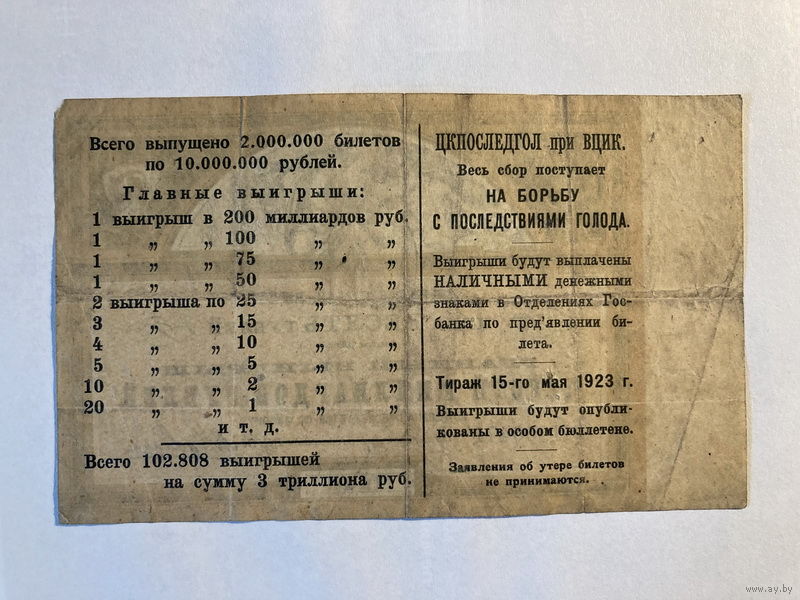 Всего выпущено 2.000.000 билетов
по 10.000.000 рублей.
Главные выигрыши:
1 выигрыш в 200 миллиардов руб.
1 „ „ 100 „ „
1 „ „ 75 „ „
1 „ „ 50 „ „
2 выигрыша по 25 „ „
3 „ „ 15 „ „
4 „ „ 10 „ „
5 „ „ 5 „ „
10 „ „ 2 „ „
20 „ „ 1 „ „
и т. д.
Всего 102.808 выигрышей
на сумму 3 триллиона руб.
ЦКПОСЛЕДГОЛ при ВЦИК.
Весь сбор поступает
НА БОРЬБУ
С ПОСЛЕДСТВИЯМИ ГОЛОДА.
Выигрыши будут выплачены
НАЛИЧНЫМИ денежными
знаками в Отделениях Гос-
банка по пред'явлении би-
лета.
Тираж 15-го мая 1923 г.
Выигрыши будут опубли-
кованы в особом бюллетене.
Заявления об утере билетов
не принимаются.
www.ay.by